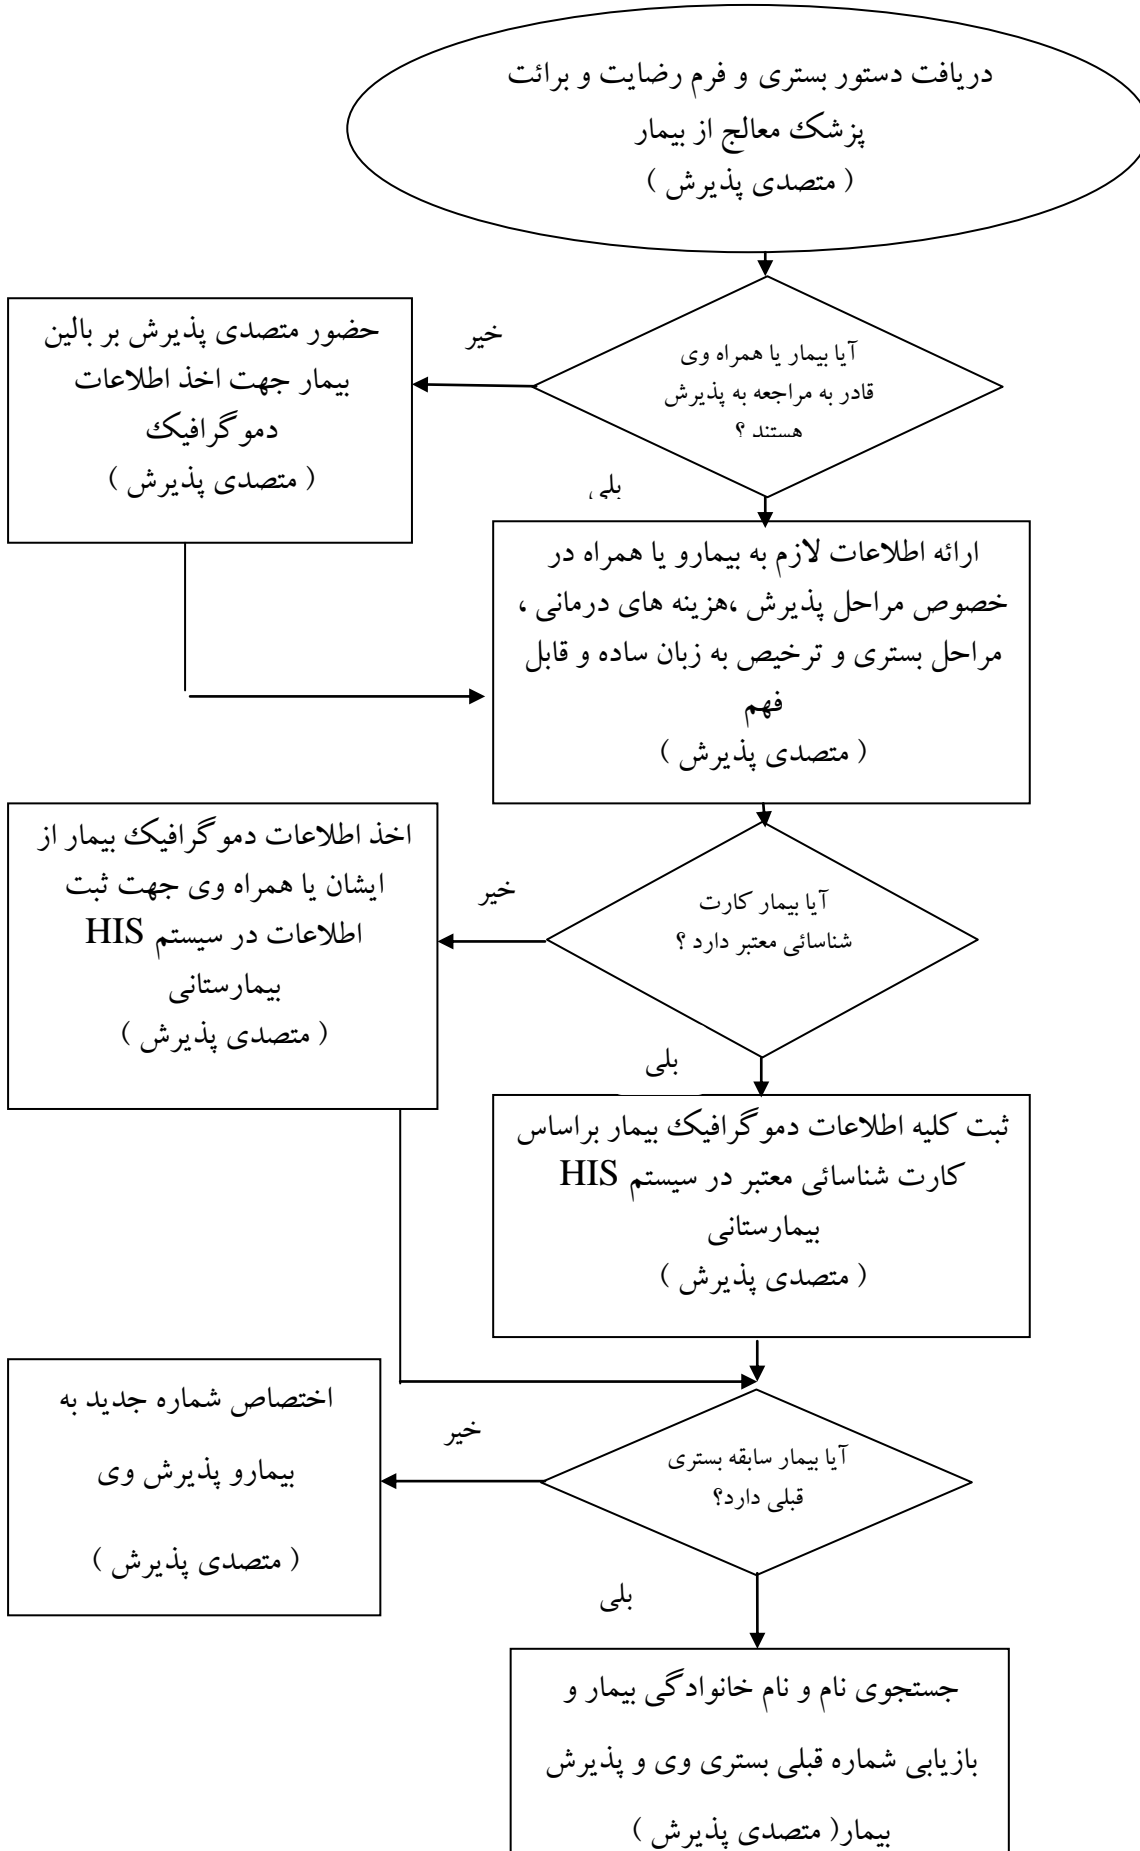 دریافت دستور بستری و فرم رضایت و برائت
پزشک معالج از بیمار
( متصدی پذیرش )
آیا بیمار یا همراه وی
قادر به مراجعه به پذیرش
هستند ؟
خیر
حضور متصدی پذیرش بر بالین
بیمار جهت اخذ اطلاعات
دموگرافیک
( متصدی پذیرش )
بلی
ارائه اطلاعات لازم به بیمارو یا همراه در
خصوص مراحل پذیرش ،هزینه های درمانی ،
مراحل بستری و ترخیص به زبان ساده و قابل
فهم
( متصدی پذیرش )
آیا بیمار کارت
شناسائی معتبر دارد ؟
خیر
اخذ اطلاعات دموگرافیک بیمار از
ایشان یا همراه وی جهت ثبت
اطلاعات در سیستم HIS
بیمارستانی
( متصدی پذیرش )
بلی
ثبت کلیه اطلاعات دموگرافیک بیمار براساس
کارت شناسائی معتبر در سیستم HIS
بیمارستانی
( متصدی پذیرش )
آیا بیمار سابقه بستری
قبلی دارد؟
خیر
اختصاص شماره جدید به
بیمارو پذیرش وی
( متصدی پذیرش )
بلی
جستجوی نام و نام خانوادگی بیمار و
بازیابی شماره قبلی بستری وی و پذیرش
بیمار( متصدی پذیرش )